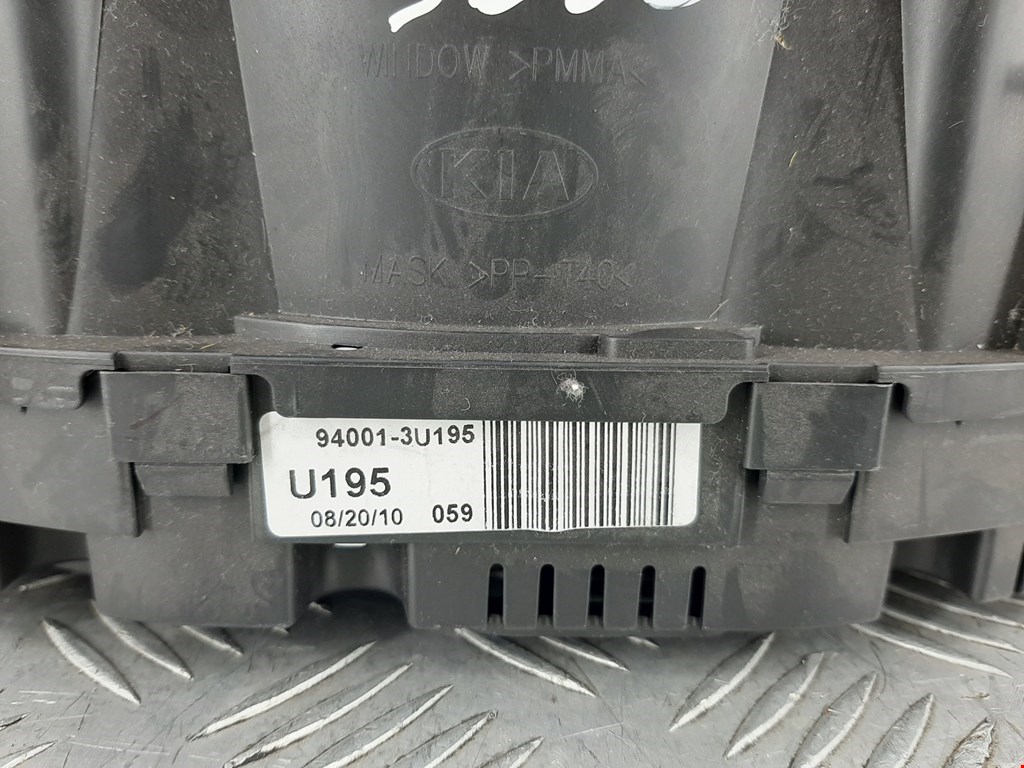 WINDOW >PMMA<
KIA
MASK >PP-T40<
94001-3U195
U195
08/20/10 059